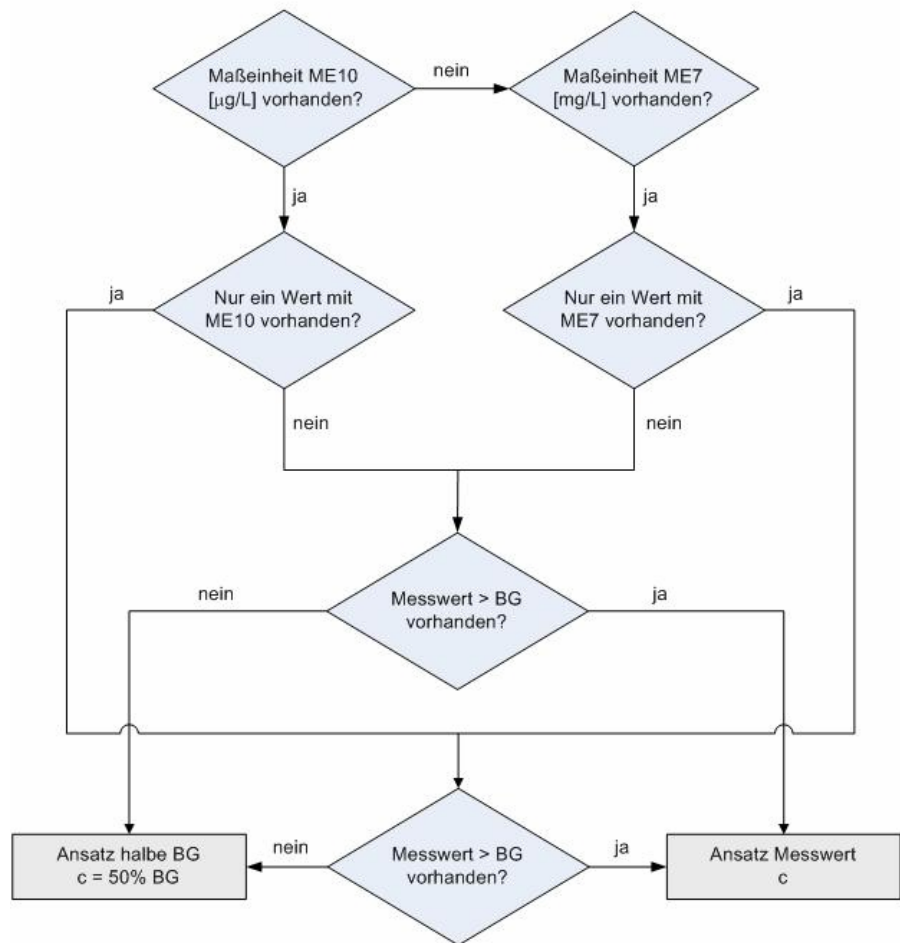 Maßeinheit ME10
[µg/L] vorhanden?
nein
Maßeinheit ME7
[mg/L] vorhanden?
ja
ja
ja
Nur ein Wert mit
ME10 vorhanden?
Nur ein Wert mit
ME7 vorhanden?
ja
nein
nein
nein
Messwert > BG
vorhanden?
ja
Ansatz halbe BG
c = 50% BG
nein
Messwert > BG
vorhanden?
ja
Ansatz Messwert
c